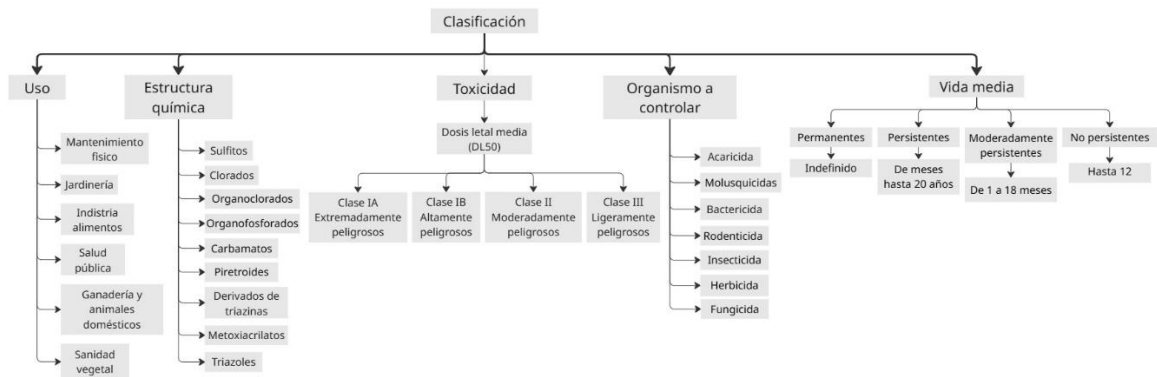 Clasificación
Uso
Mantenimiento
fisico
Jardinería
Indistria
alimentos
Salud
pública
Ganadería y
animales
domésticos
Sanidad
vegetal
Estructura
química
Sulfitos
Clorados
Organoclorados
Organofosforados
Carbamatos
Piretroides
Derivados de
triazinas
Metoxiacrilatos
Triazoles
Toxicidad
Dosis letal media
(DL50)
Clase IA
Extremadamente
peligrosos
Clase IB
Altamente
peligrosos
Clase II
Moderadamente
peligrosos
Clase III
Ligeramente
peligrosos
Organismo a
controlar
Acaricida
Molusquicidas
Bactericida
Rodenticida
Insecticida
Herbicida
Fungicida
Vida media
Permanentes
Indefinido
Persistentes
De meses
hasta 20 años
Moderadamente
persistentes
De 1 a 18 meses
No persistentes
Hasta 12